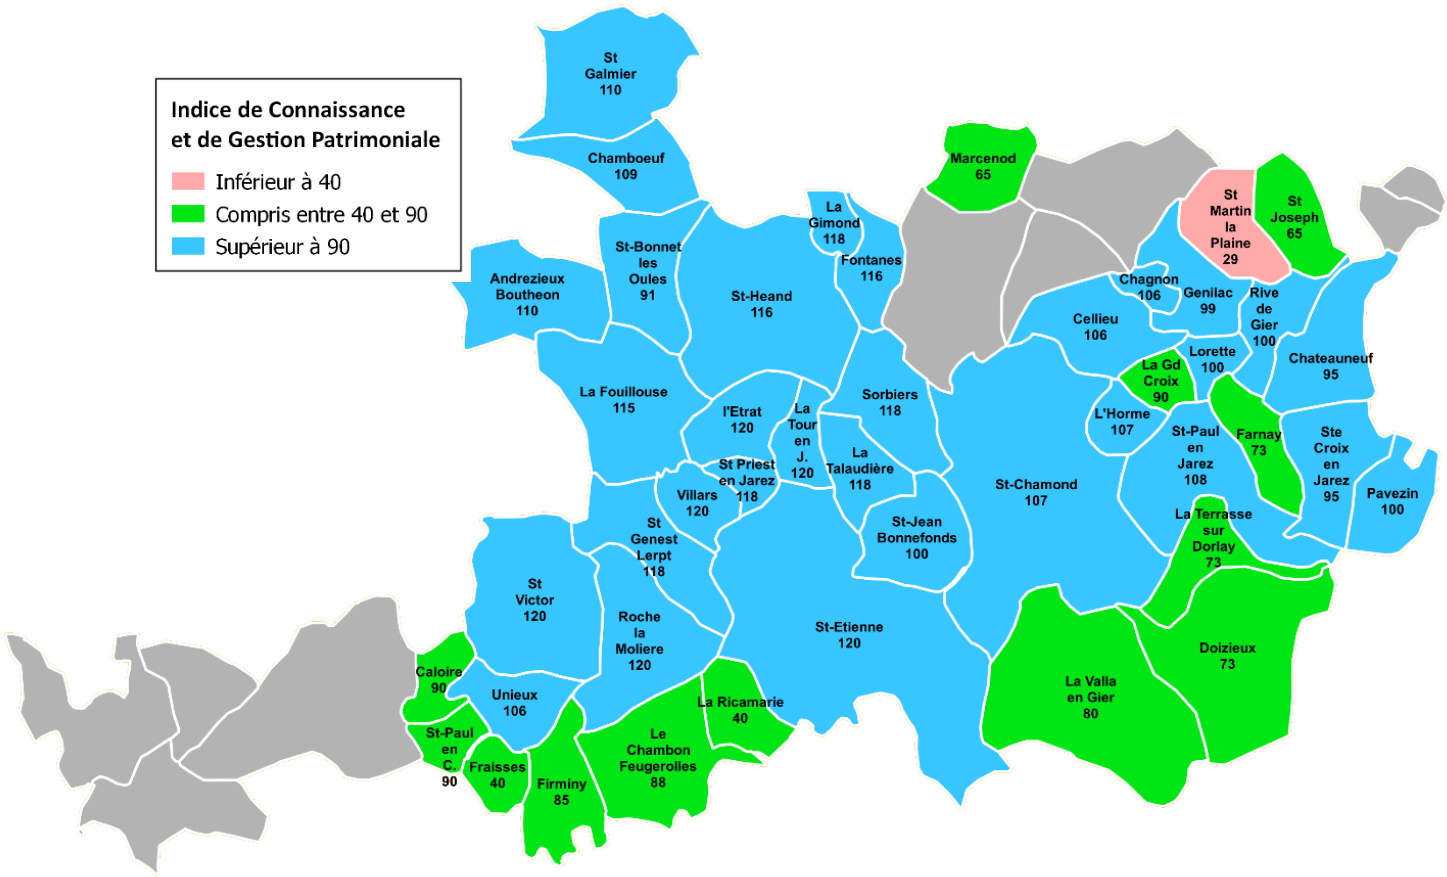 Indice de Connaissance
et de Gestion Patrimoniale
Inférieur à 40
Compris entre 40 et 90
Supérieur à 90
St
Galmier
110
Chamboeuf
109
Marcenod
65
St
Martin
la
Plaine
29
St
Joseph
65
La
Gimond
118
Fontanes
116
St-Bonnet
les
Oules
91
Andrezieux
Boutheon
110
St-Heand
116
Chagnon
106
Genilac
99
Rive
de
Gier
100
Cellieu
106
Lorette
100
Chateauneuf
95
La Gd
Croix
90
La Fouillouse
115
l'Etrat
120
La
Tour
en
J.
120
Sorbiers
118
L'Horme
107
St-Paul
en
Jarez
108
Farnay
73
Ste
Croix
en
Jarez
95
Pavezin
100
St Priest
en Jarez
118
La
Talaudière
118
Villars
120
St-Chamond
107
St-Jean
Bonnefonds
100
La Terrasse
sur
Dorlay
73
St
Genest
Lerpt
118
St
Victor
120
Roche
la
Moliere
120
St-Etienne
120
Doizieux
73
Caloire
90
Unieux
106
La Valla
en Gier
80
La Ricamarie
40
St-Paul
en
C.
90
Le
Chambon
Feugerolles
88
Fraisses
40
Firminy
85